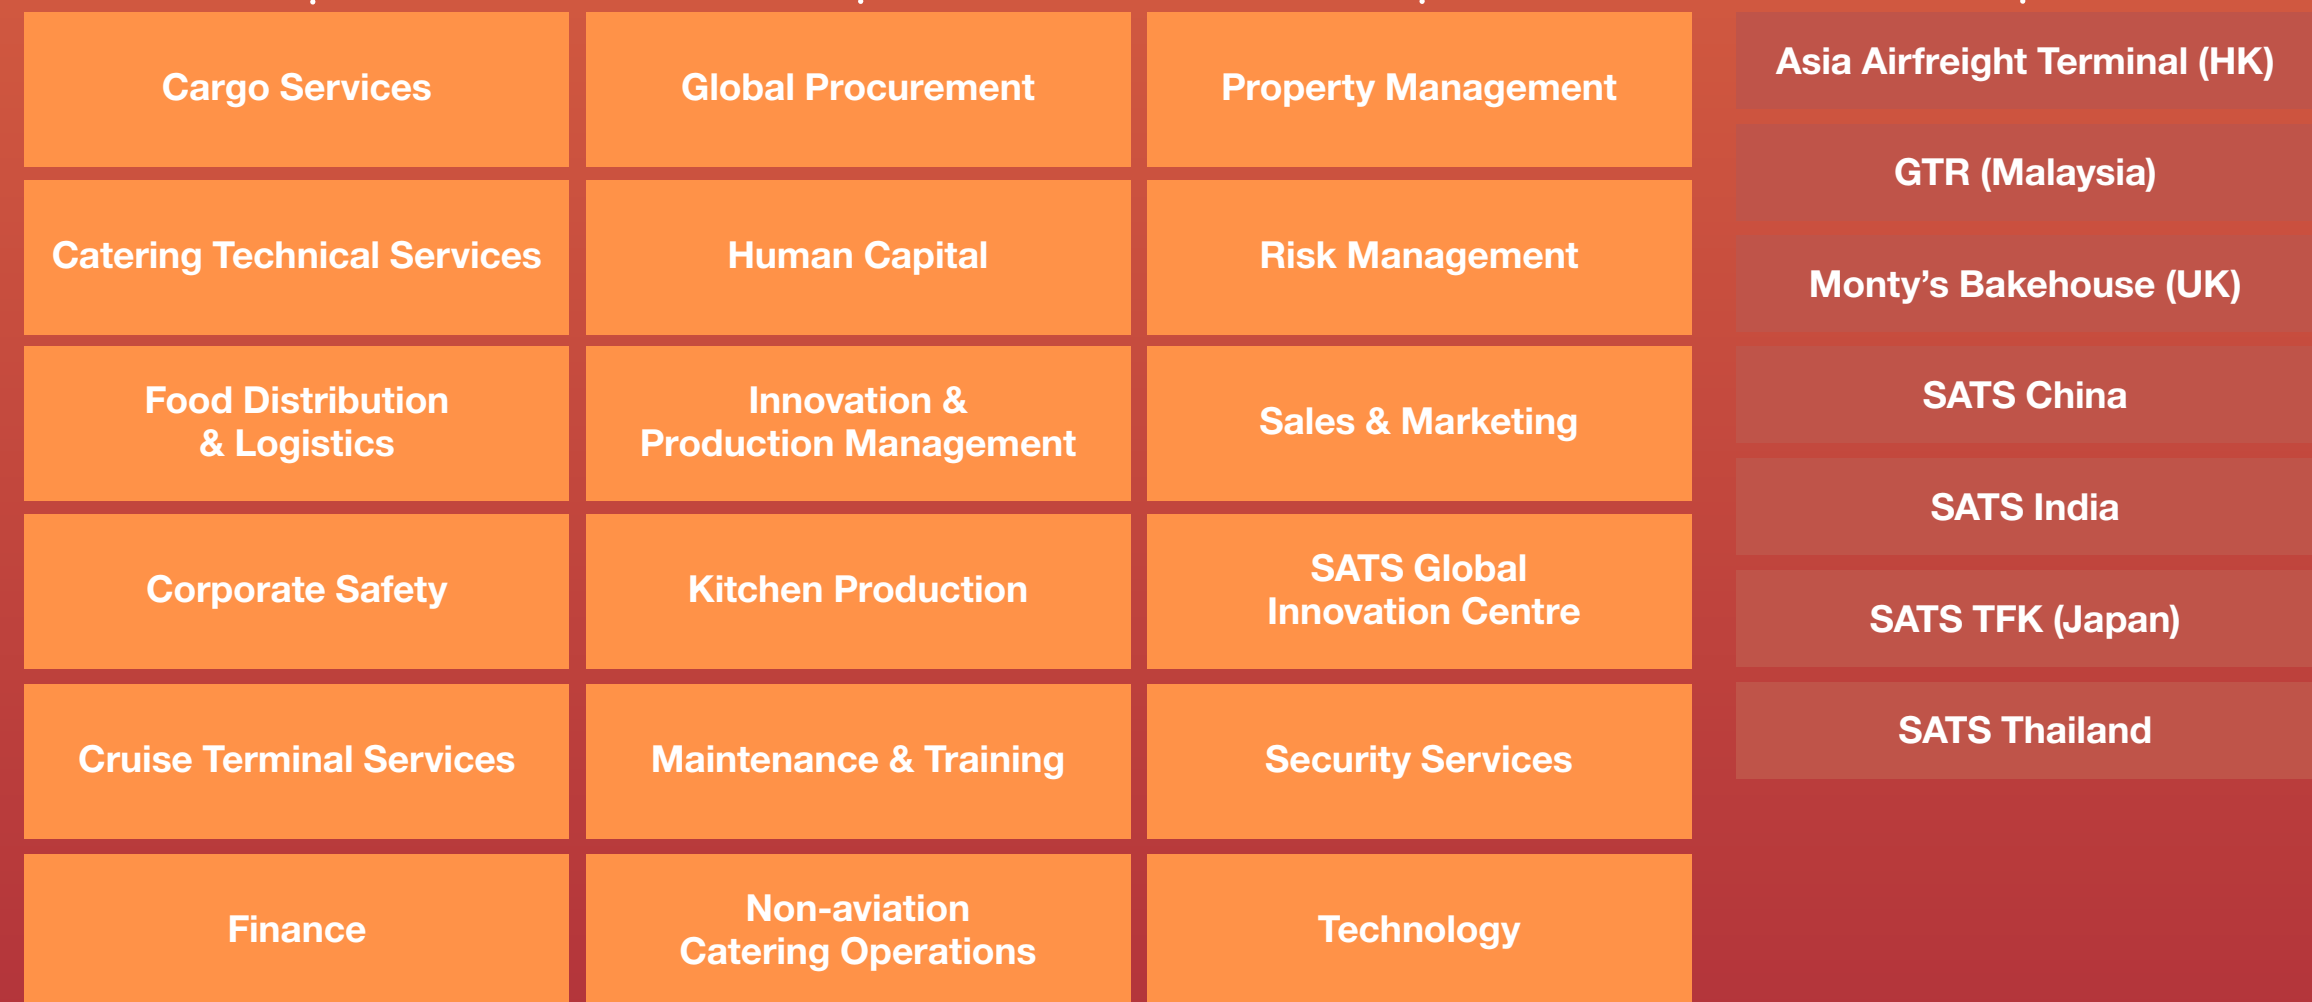 Cargo Services
Catering Technical Services
Food Distribution
& Logistics
Corporate Safety
Cruise Terminal Services
Finance
Global Procurement
Human Capital
Innovation &
Production Management
Kitchen Production
Maintenance & Training
Non-aviation
Catering Operations
Property Management
Risk Management
Sales & Marketing
SATS Global
Innovation Centre
Security Services
Technology
Asia Airfreight Terminal (HK)
GTR (Malaysia)
Monty’s Bakehouse (UK)
SATS China
SATS India
SATS TFK (Japan)
SATS Thailand